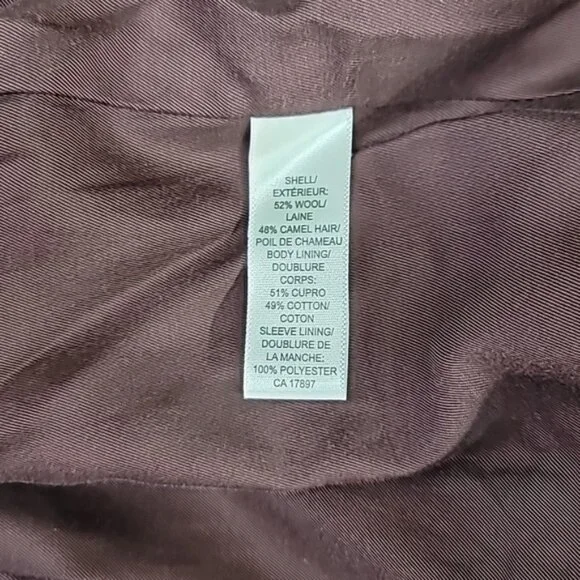 SHELL/
EXTÉRIEUR:
52% WOOL/
LAINE
48% CAMEL HAIR/
POIL DE CHAMEAU
BODY LINING/
DOUBLURE
CORPS:
51% CUPRO
49% COTTON/
COTON
SLEEVE LINING/
DOUBLURE DE
LA MANCHE:
100% POLYESTER
CA 17897